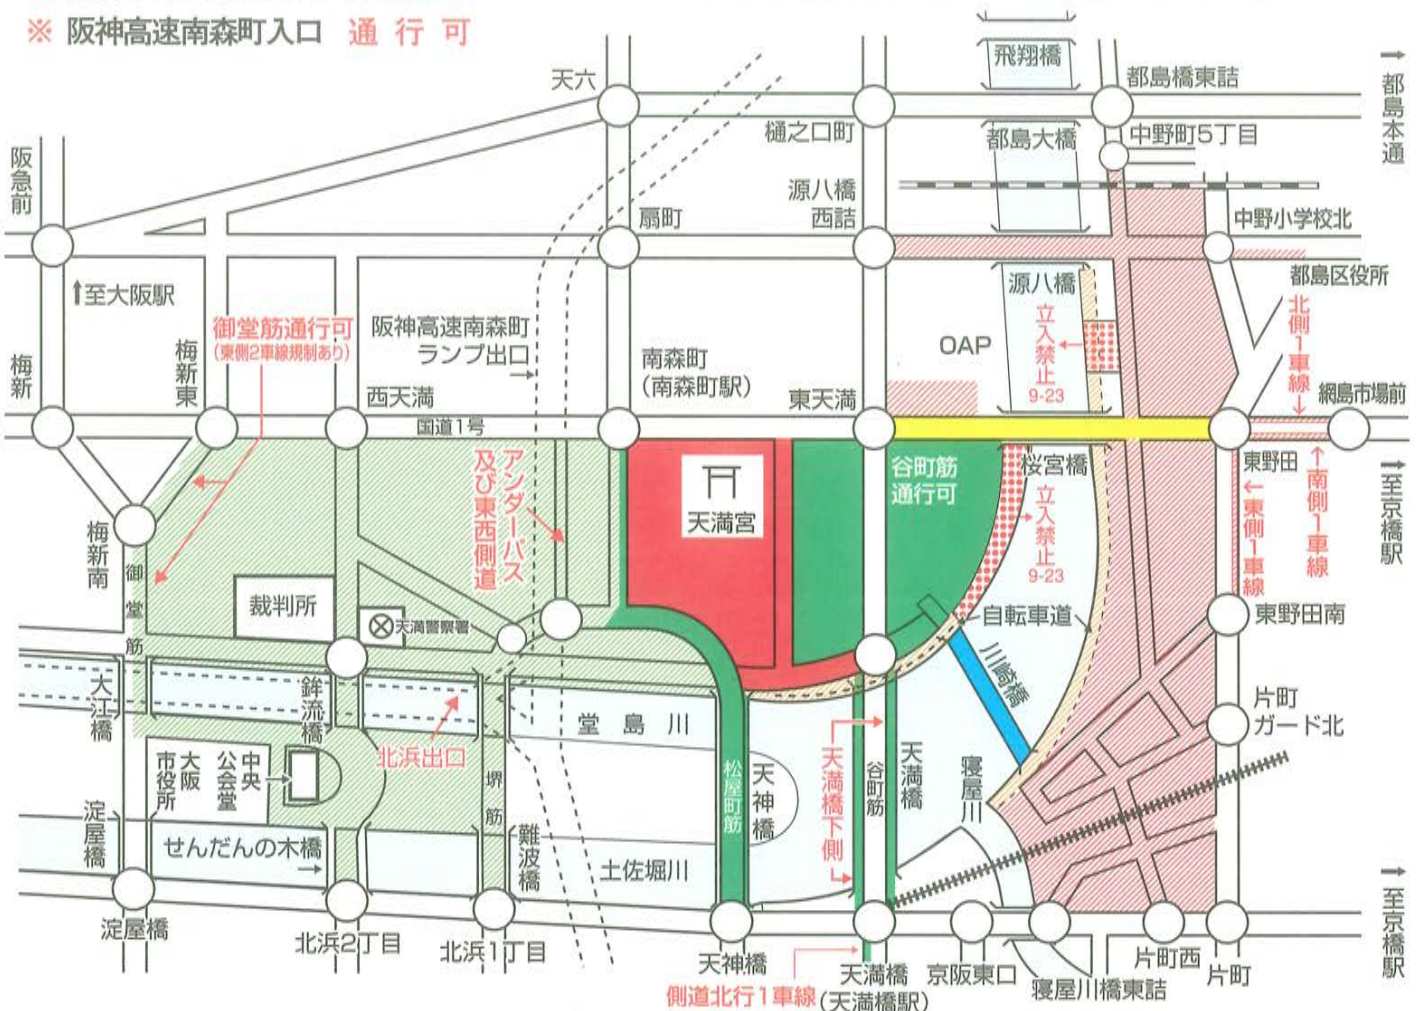 ※ 阪神高速南森町入口 通行可
飛翔橋
天六
都島橋東詰
都島本通
樋之口町
都島大橋
中野町5丁目
阪急前
源八橋
西詰
扇町
中野小学校北
都島区役所
至大阪駅
御堂筋通行可
(東側2車線規制あり)
阪神高速南森町
ランプ出口
源八橋
立入禁止
9-23
北側1車線
OAP
梅新
梅新東
南森町
(南森町駅)
西天満
東天満
網島市場前
国道1号
アンダーパス
及び東西側道
天満宮
谷町筋
通行可
桜宮橋
立入禁止
9-23
東野田
東側1車線
南側1車線
至京橋駅
梅新南
御堂筋
裁判所
天満警察署
自転車道
川崎橋
東野田南
大江橋
鉾流橋
北浜出口
堂島川
片町
ガード北
大阪
市役所
中央
公会堂
堺筋
松屋町筋
天神橋
天満橋下側
谷町筋
天満橋
寝屋川
淀屋橋
せんだんの木橋
難波橋
土佐堀川
至京橋駅
淀屋橋
北浜2丁目
北浜1丁目
天神橋
天満橋
(天満橋駅)
側道北行1車線
京阪東口
寝屋川橋東詰
片町西
片町